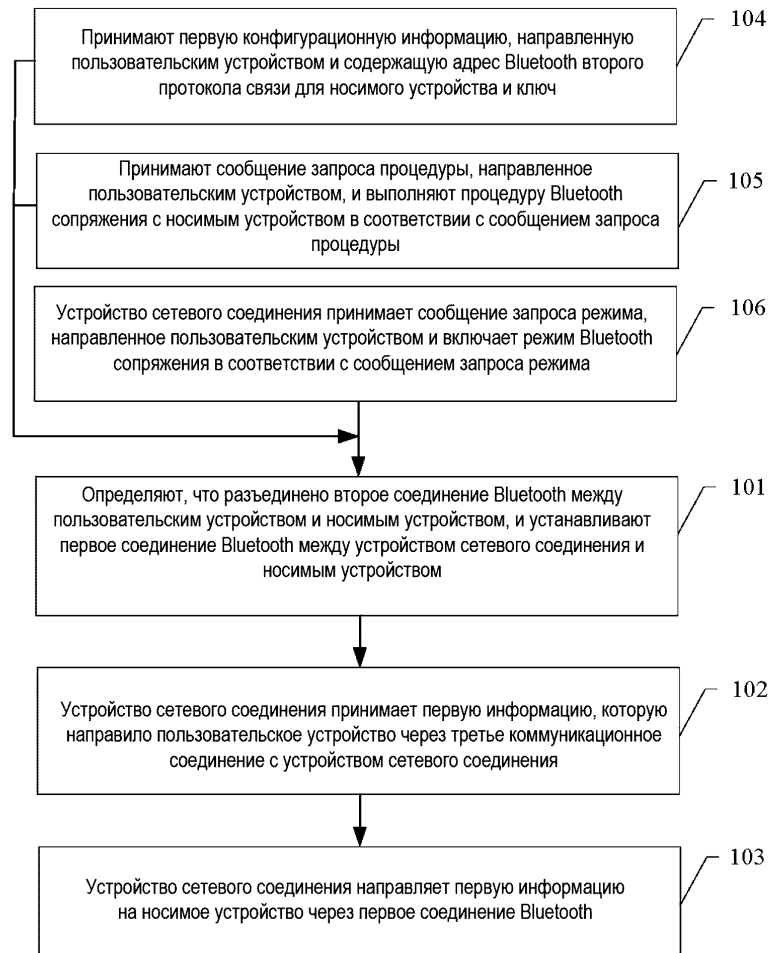 Принимают первую конфигурационную информацию, направленную
пользовательским устройством и содержащую адрес Bluetooth второго
протокола связи для носимого устройства и ключ
104
Принимают сообщение запроса процедуры, направленное
пользовательским устройством, и выполняют процедуру Bluetooth
сопряжения с носимым устройством в соответствии с сообщением запроса
процедуры
105
Устройство сетевого соединения принимает сообщение запроса режима,
направленное пользовательским устройством и включает режим Bluetooth
сопряжения в соответствии с сообщением запроса режима
106
Определяют, что разъединено второе соединение Bluetooth между
пользовательским устройством и носимым устройством, и устанавливают
первое соединение Bluetooth между устройством сетевого соединения и
носимым устройством
101
Устройство сетевого соединения принимает первую информацию, которую
направило пользовательское устройство через третье коммуникационное
соединение с устройством сетевого соединения
102
Устройство сетевого соединения направляет первую информацию
на носимое устройство через первое соединение Bluetooth
103